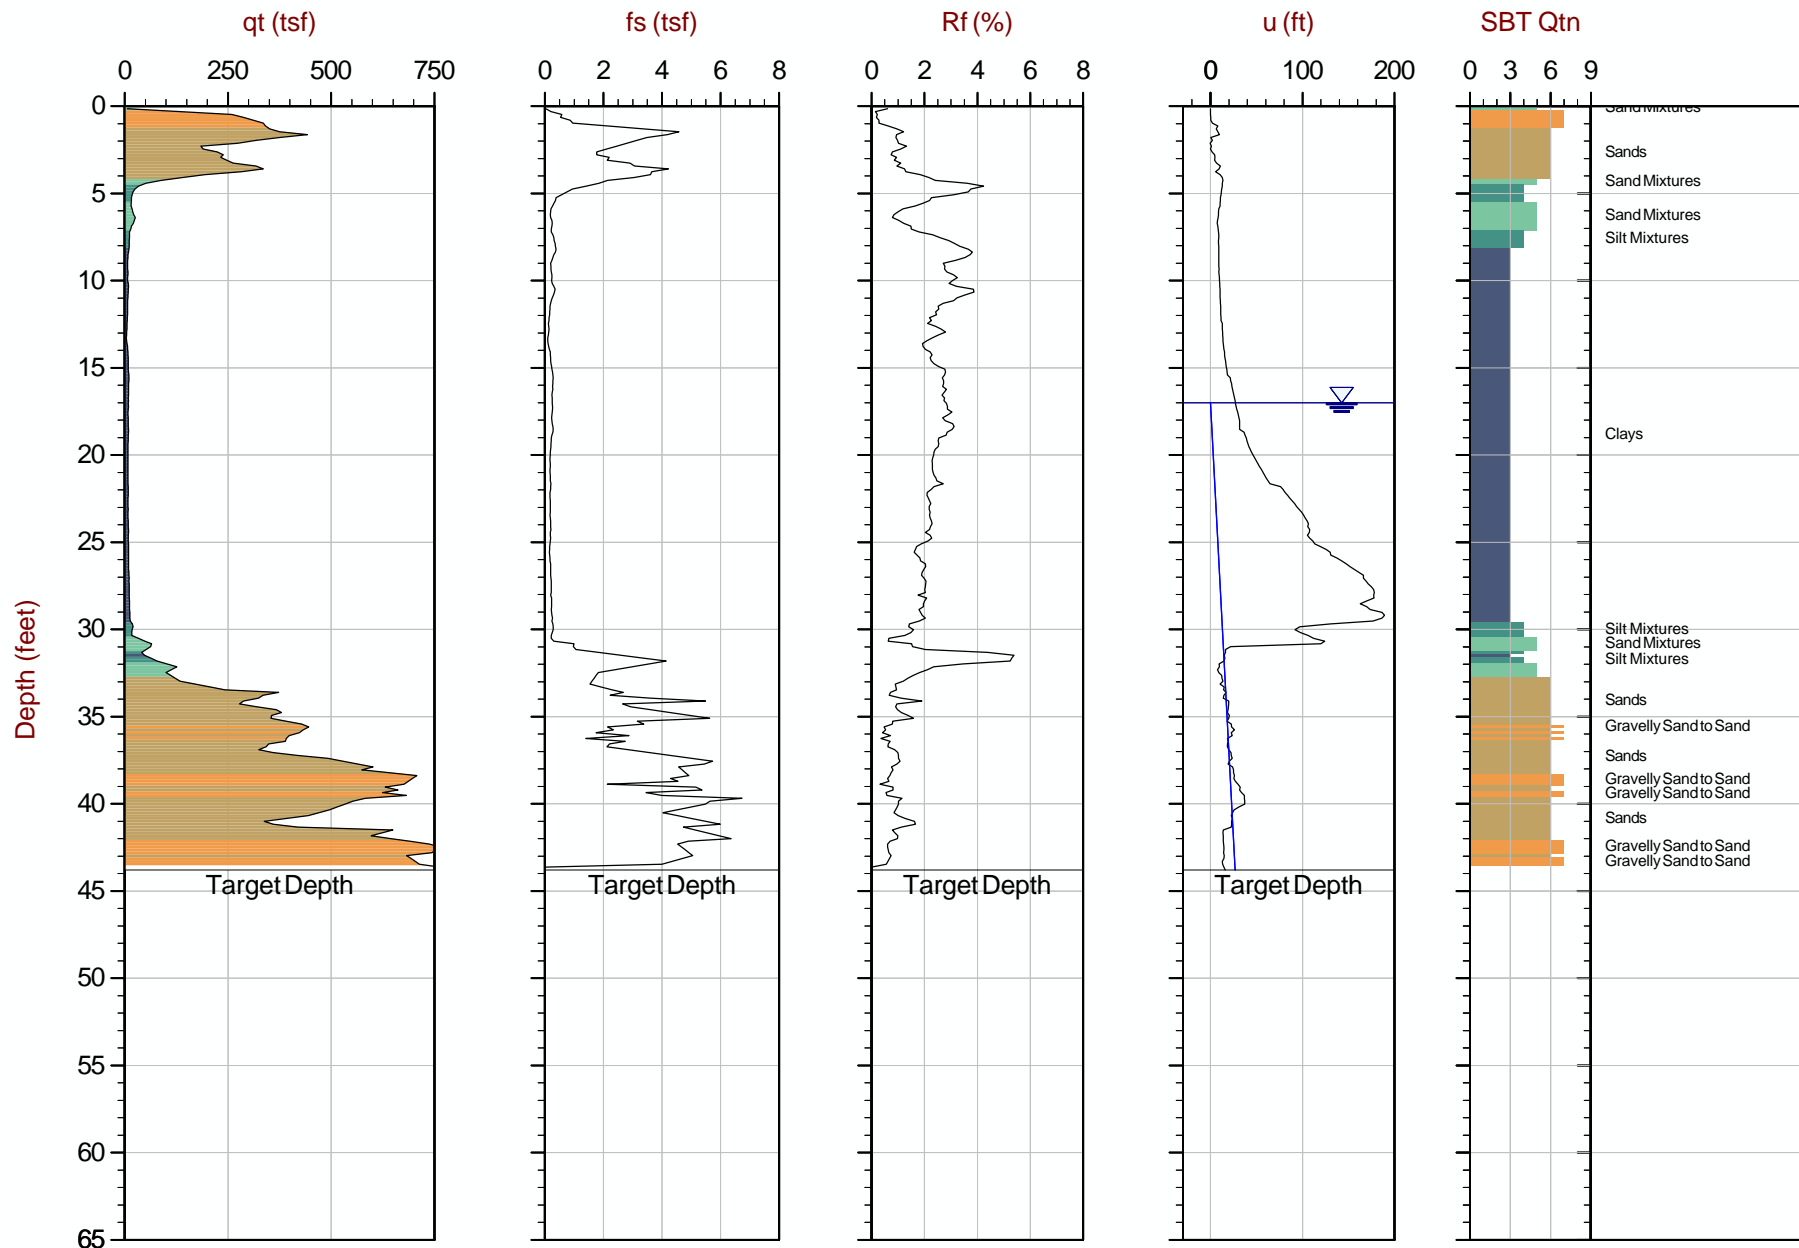 qt (tsf) fs (tsf) Rf (%) u (ft) SBT Qtn
0 250 500 750 0 2 4 6 8 0 2 4 6 8 0 100 200 0 3 6 9
0
Sand Mixtures
Sands
Sand Mixtures
5
Sand Mixtures
Silt Mixtures
10
15
Clays
20
25
30
Silt Mixtures
Sand Mixtures
Silt Mixtures
Sands
35
Gravelly Sand to Sand
Sands
Gravelly Sand to Sand
Gravelly Sand to Sand
40
Sands
Gravelly Sand to Sand
Gravelly Sand to Sand
Target Depth Target Depth Target Depth Target Depth
45
50
55
60
65
Depth (feet)